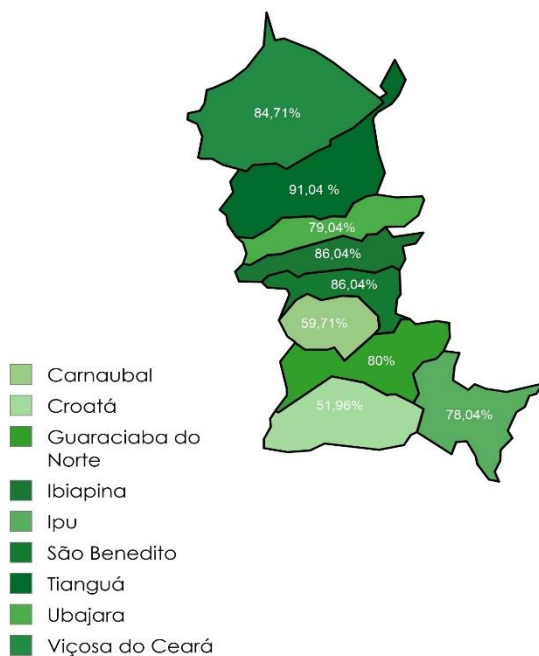 84,71%
91,04 %
79,04%
86,04%
86,04%
59,71%
80%
51,96%
78,04%
Carnaubal
Croatá
Guaraciaba do
Norte
Ibiapina
Ipu
São Benedito
Tianguá
Ubajara
Viçosa do Ceará